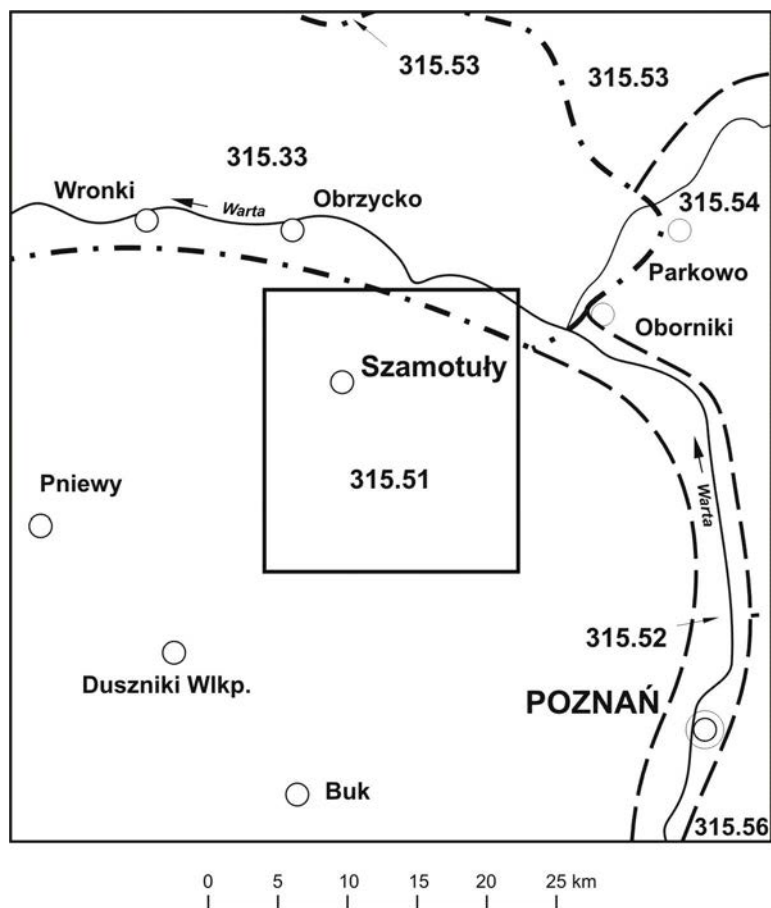 315.53
315.53
315.33
Wronki
Obrzycko
Warta
315.54
Parkowo
Oborniki
Szamotuły
315.51
Pniewy
Warta
315.52
Duszniki Wlkp.
POZNAŃ
Buk
315.56
0 5 10 15 20 25 km